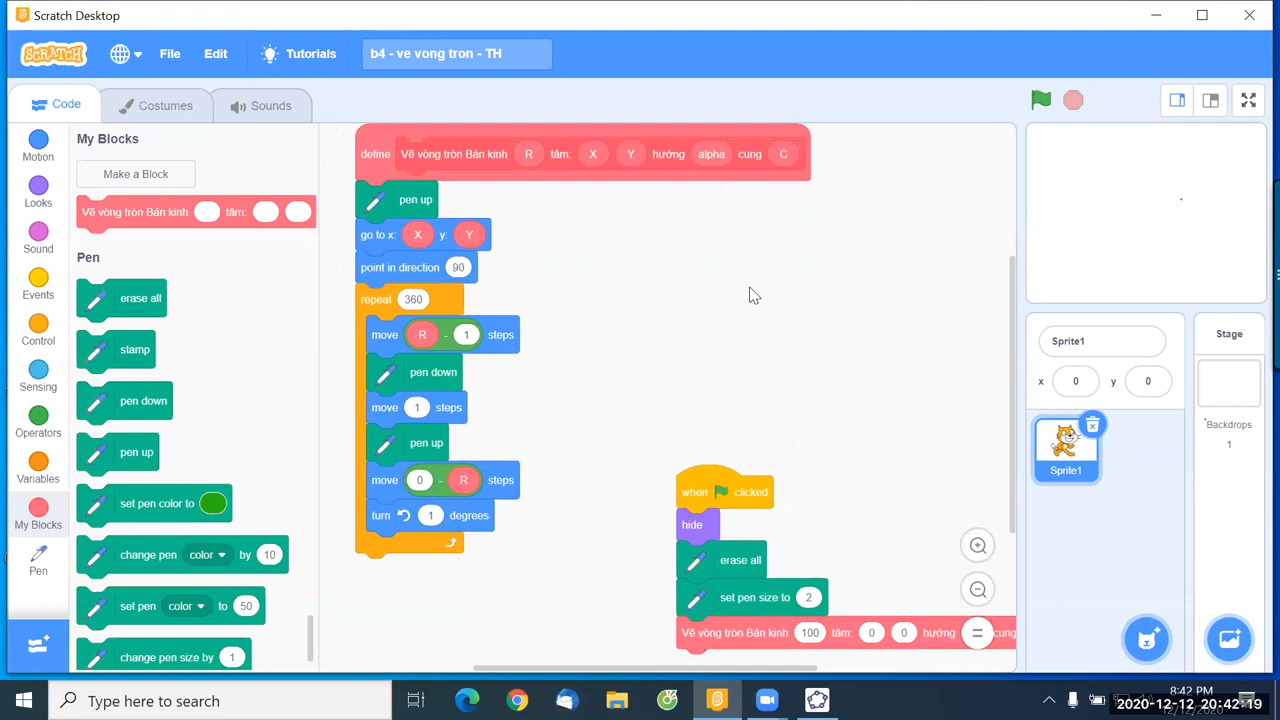 Scratch Desktop
SCRATCH
File
Edit
Tutorials
b4 - ve vong tron - TH
Code
Costumes
Sounds
Motion
Looks
Sound
Events
Control
Sensing
Operators
Variables
My Blocks
Pen
My Blocks
Make a Block
Vẽ vòng tròn Bán kinh tâm:
Pen
erase all
stamp
pen down
pen up
set pen color to
change pen color by 10
set pen color to 50
change pen size by 1
define Vẽ vòng tròn Bán kinh R tâm: X Y hướng alpha cung C
pen up
go to x: X y: Y
point in direction 90
repeat 360
move R - 1 steps
pen down
move 1 steps
pen up
move 0 - R steps
turn 1 degrees
when clicked
hide
erase all
set pen size to 2
Vẽ vòng tròn Bán kinh 100 tâm: 0 0 hướng cung
Sprite1
x 0 y 0
Sprite1
Stage
Backdrops
1
Type here to search
8:42 PM
2020-12-12 20:42:19